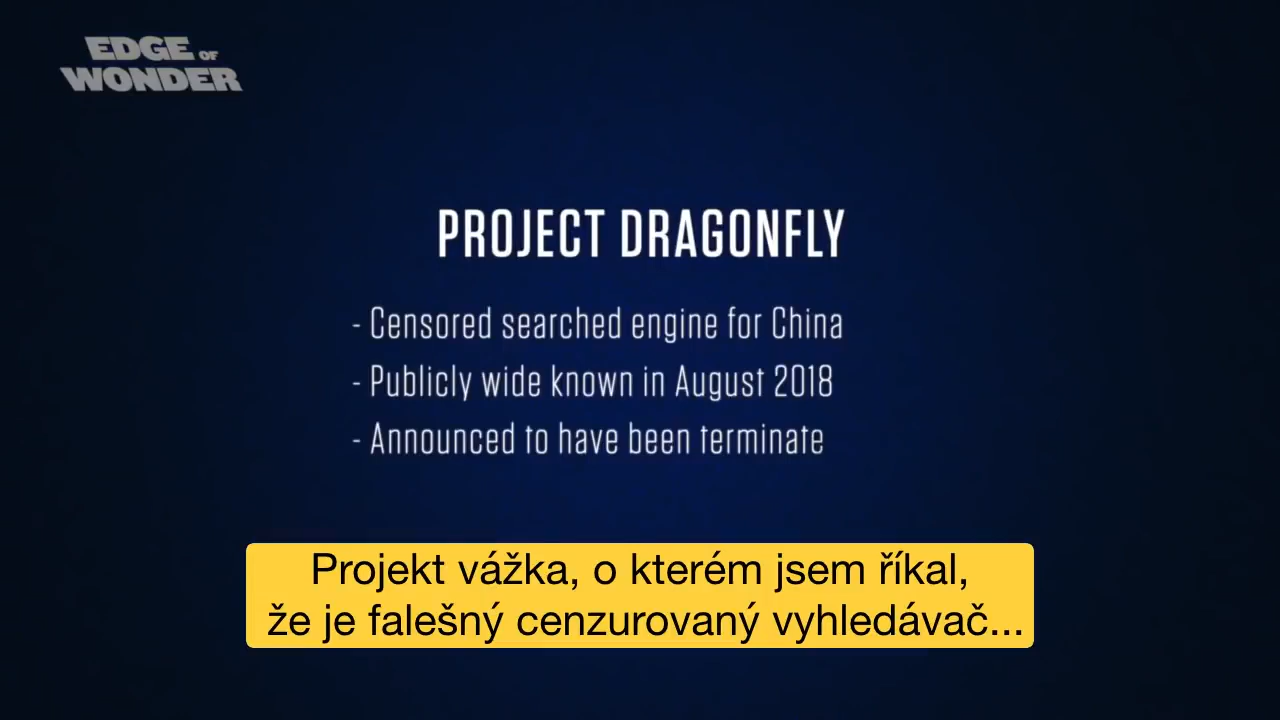 EDGE OF
WONDER
PROJECT DRAGONFLY
- Censored searched engine for China
- Publicly wide known in August 2018
- Announced to have been terminate
Projekt vážka, o kterém jsem říkal,
že je falešný cenzurovaný vyhledávač...